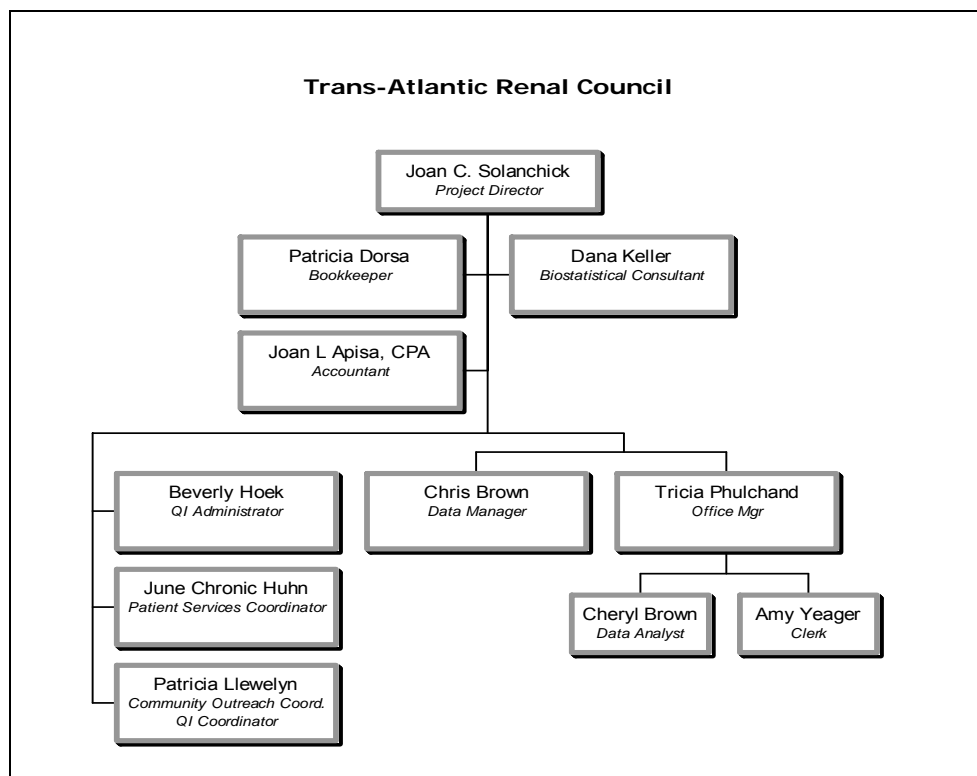 Trans-Atlantic Renal Council
Joan C. Solanchick
Project Director
Patricia Dorsa
Bookkeeper
Dana Keller
Biostatistical Consultant
Joan L Apisa, CPA
Accountant
Beverly Hoek
QI Administrator
Chris Brown
Data Manager
Tricia Phulchand
Office Mgr
June Chronic Huhn
Patient Services Coordinator
Cheryl Brown
Data Analyst
Amy Yeager
Clerk
Patricia Llewelyn
Community Outreach Coord.
QI Coordinator